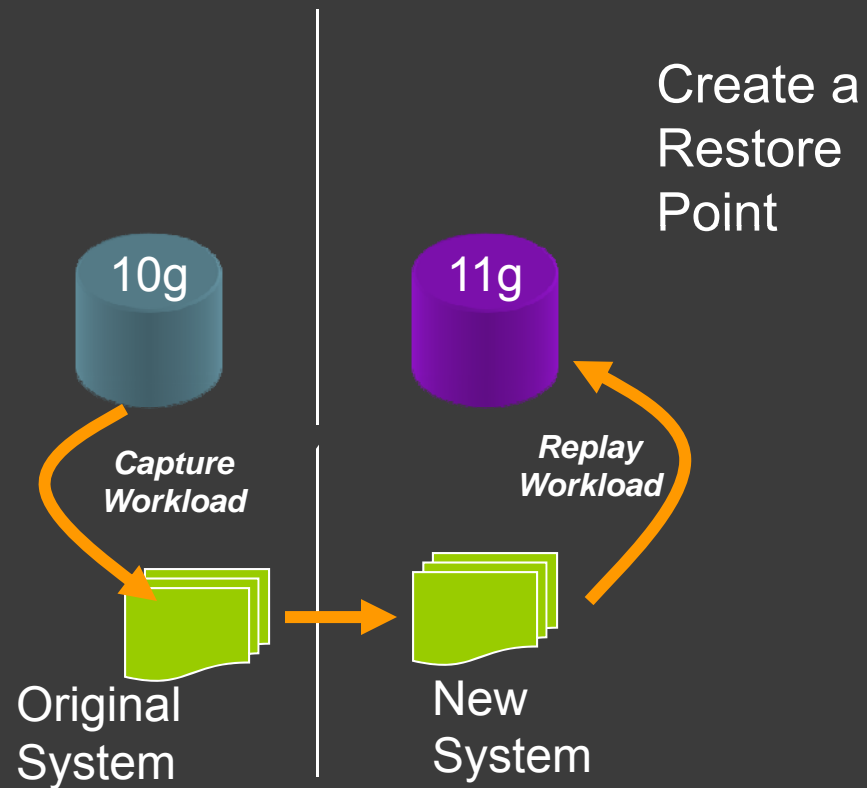 Create a
Restore
Point
10g
11g
Capture
Workload
Replay
Workload
Original
System
New
System